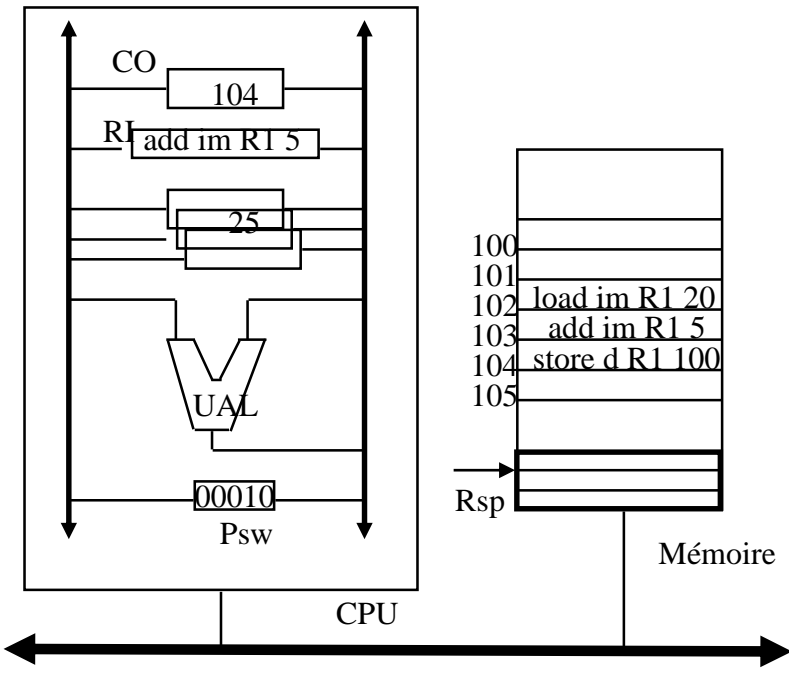 CO
104
RI
add im R1 5
25
UAL
00010
Psw
CPU
100
101
102 load im R1 20
103 add im R1 5
104 store d R1 100
105
Rsp
Mémoire